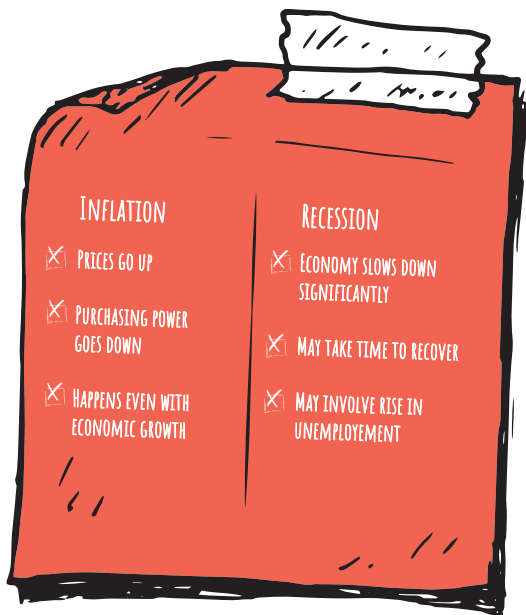 Inflation
Prices go up
Purchasing power
goes down
Happens even with
economic growth
Recession
Economy slows down
significantly
May take time to recover
May involve rise in
unemployement